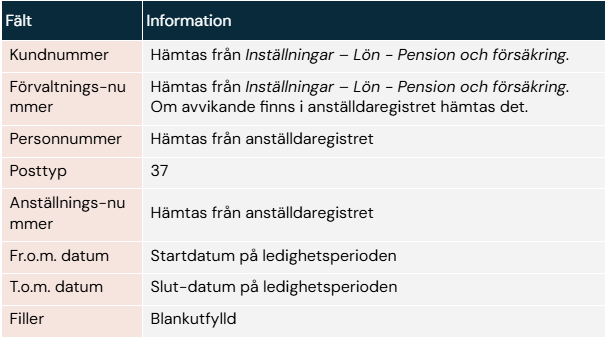 Fält Information
Kundnummer Hämtas från Inställningar – Lön - Pension och försäkring.
Förvaltnings-nu Hämtas från Inställningar – Lön - Pension och försäkring.
mmer Om avvikande finns i anställdaregistret hämtas det.
Personnummer Hämtas från anställdaregistret
Posttyp 37
Anställnings-nu
mmer Hämtas från anställdaregistret
Fr.o.m. datum Startdatum på ledighetsperioden
T.o.m. datum Slut-datum på ledighetsperioden
Filler Blankutfylld